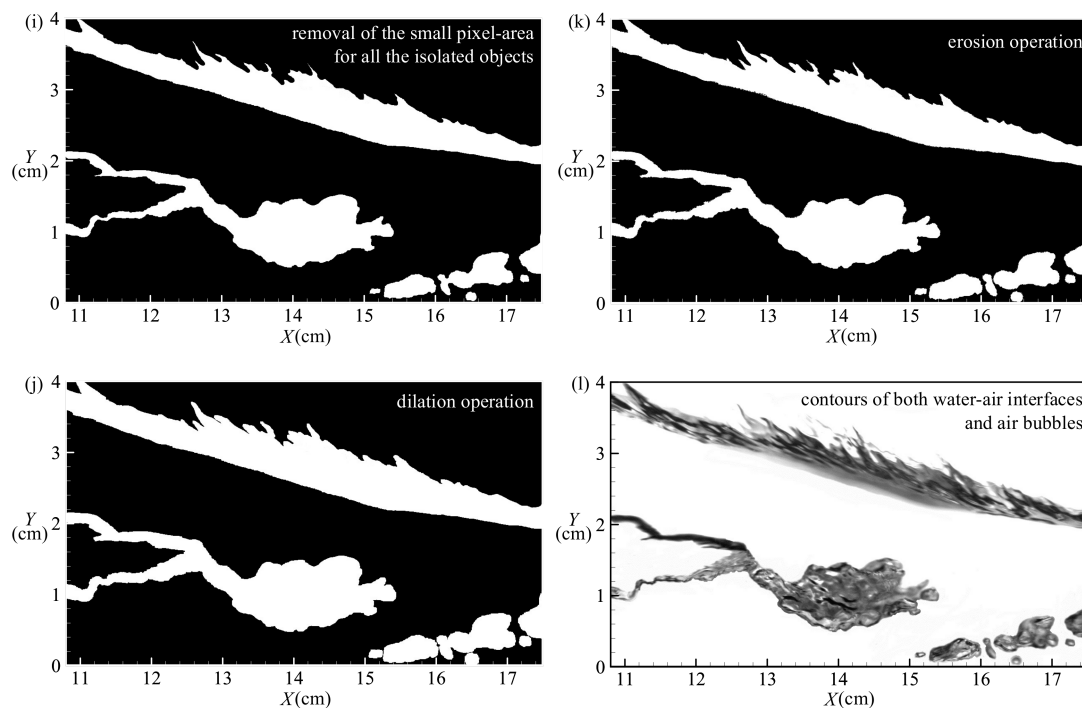 (i)
removal of the small pixel-area
for all the isolated objects
4
3
Y
(cm)
2
1
0
11 12 13 14 15 16 17
X(cm)
(k)
erosion operation
4
3
Y
(cm)
2
1
0
11 12 13 14 15 16 17
X(cm)
(j)
dilation operation
4
3
Y
(cm)
2
1
0
11 12 13 14 15 16 17
X(cm)
(l)
contours of both water-air interfaces
and air bubbles
4
3
Y
(cm)
2
1
0
11 12 13 14 15 16 17
X(cm)